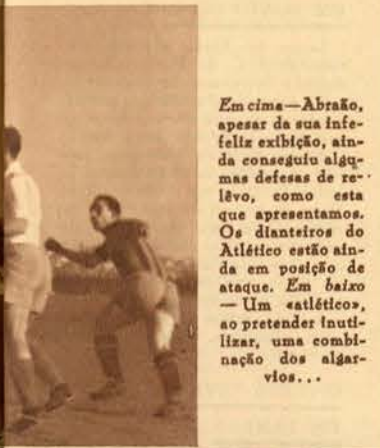 Em cima—Abraão,
apesar da sua infe-
feliz exibição, ain-
da conseguiu algu-
mas defesas de re-
lêvo, como esta
que apresentamos.
Os dianteiros do
Atlético estão ain-
da em posição de
ataque. Em baixo
— Um «atlético»,
ao pretender inuti-
lizar, uma combi-
nação dos algar-
vios...